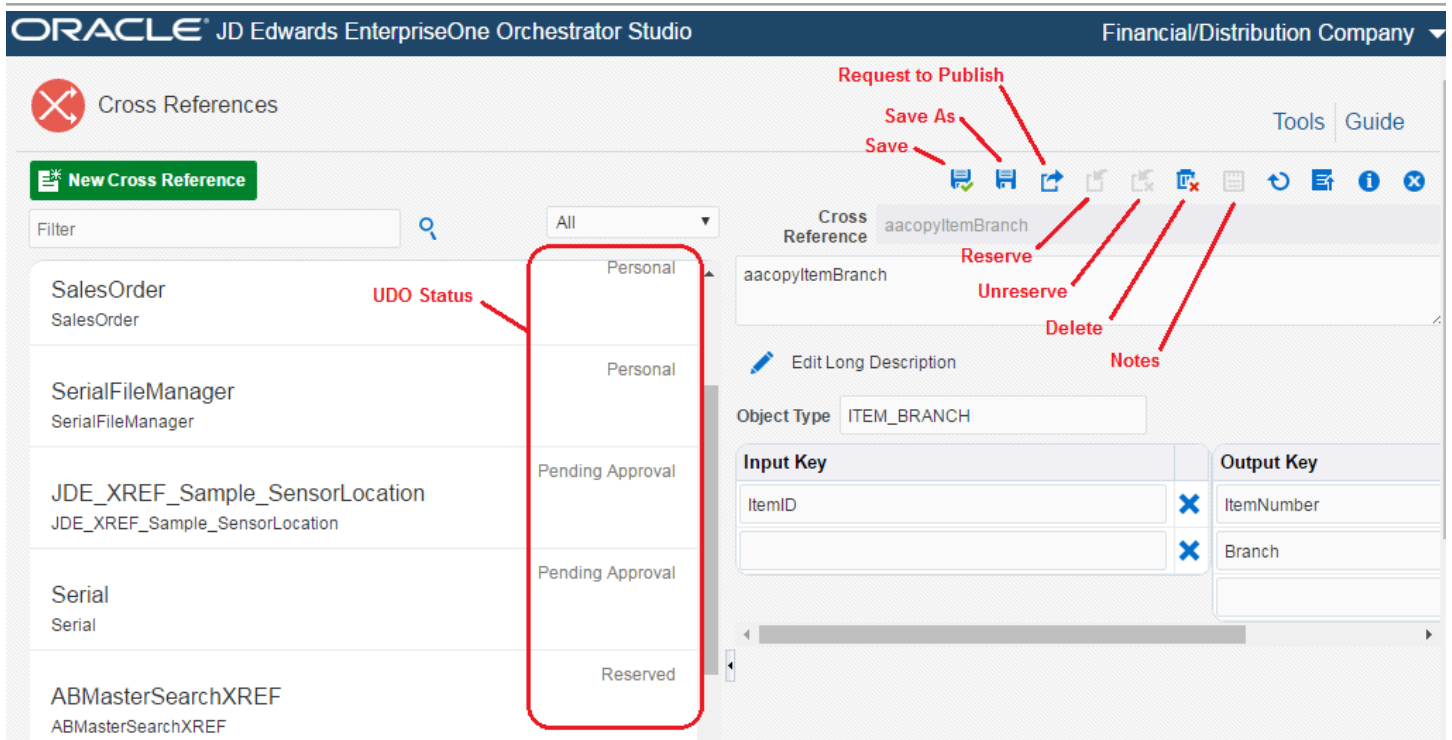 ORACLE® JD Edwards EnterpriseOne Orchestrator Studio
Financial/Distribution Company
Cross References
Request to Publish
Save As
Save
Tools
Guide
New Cross Reference
Filter
All
Cross Reference
aacopyItemBranch
Reserve
Unreserve
Delete
Notes
aacopyItemBranch
Edit Long Description
Object Type
ITEM_BRANCH
Input Key
Output Key
ItemID
ItemNumber
Branch
UDO Status
Personal
SalesOrder
SalesOrder
Personal
SerialFileManager
SerialFileManager
Pending Approval
JDE_XREF_Sample_SensorLocation
JDE_XREF_Sample_SensorLocation
Pending Approval
Serial
Serial
Reserved
ABMasterSearchXREF
ABMasterSearchXREF